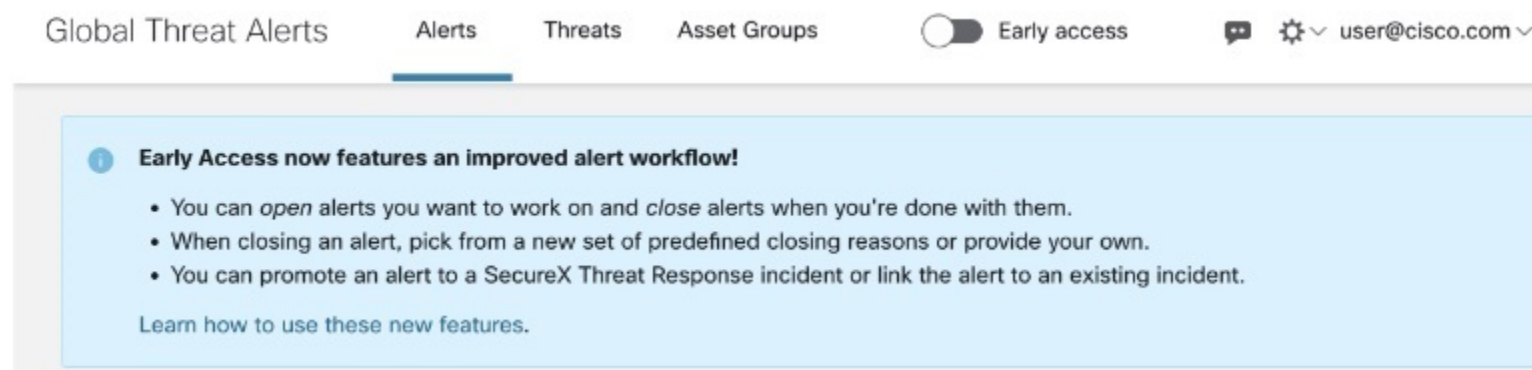 Global Threat Alerts Alerts Threats Asset Groups Early access user@cisco.com
Early Access now features an improved alert workflow!
• You can open alerts you want to work on and close alerts when you're done with them.
• When closing an alert, pick from a new set of predefined closing reasons or provide your own.
• You can promote an alert to a SecureX Threat Response incident or link the alert to an existing incident.
Learn how to use these new features.